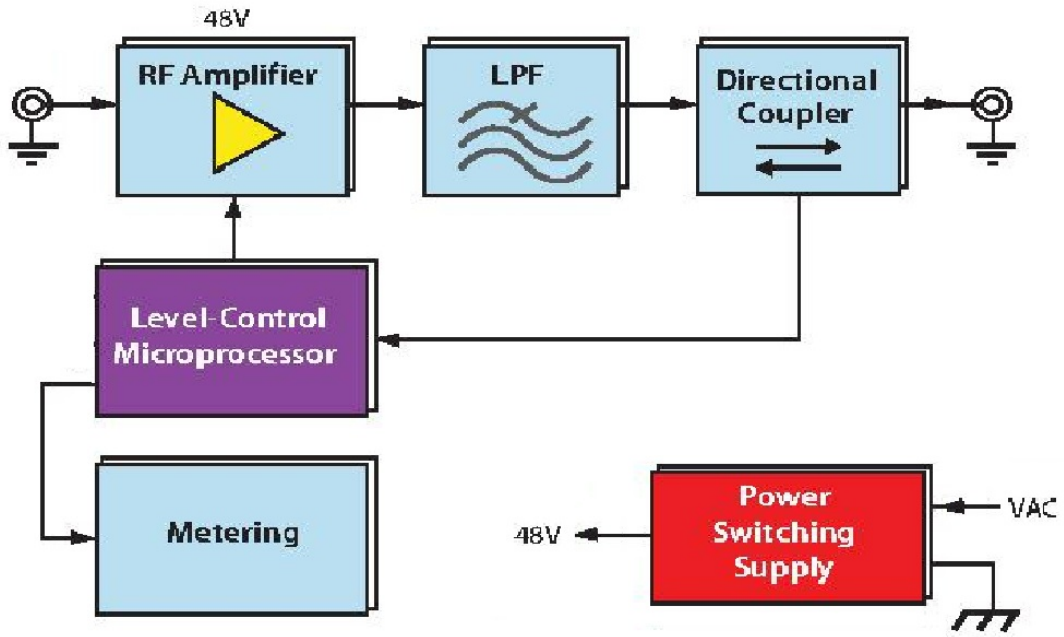 48V
RF Amplifier
LPF
Directional
Coupler
Level-Control
Microprocessor
Metering
48V
Power
Switching
Supply
VAC